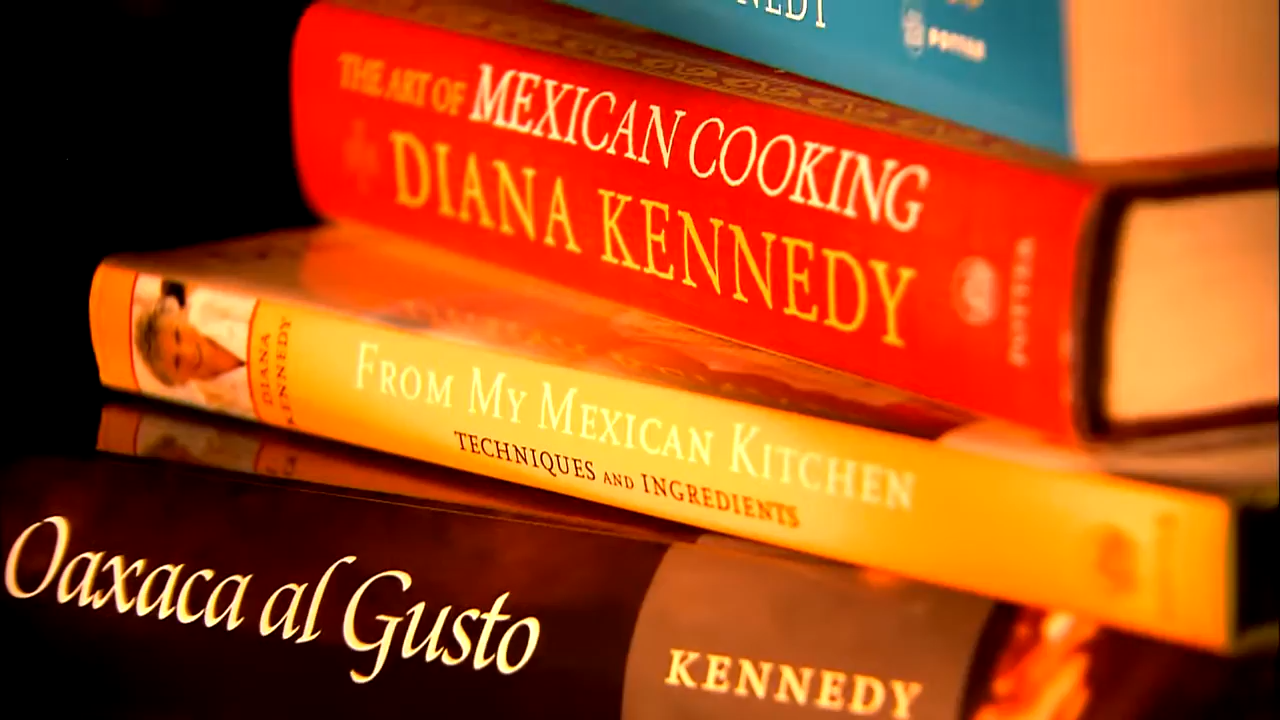 THE ART OF MEXICAN COOKING
DIANA KENNEDY
POTTER
DIANA
KENNEDY
FROM MY MEXICAN KITCHEN
TECHNIQUES AND INGREDIENTS
Oaxaca al Gusto
KENNEDY